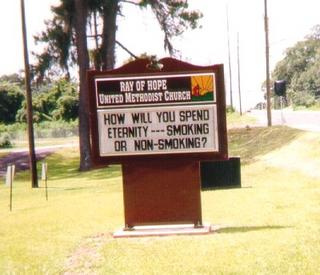 RAY OF HOPE
UNITED METHODIST CHURCH
HOW WILL YOU SPEND
ETERNITY --- SMOKING
OR NON-SMOKING?